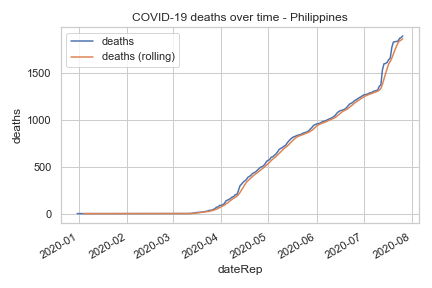 COVID-19 deaths over time - Philippines
deaths
deaths (rolling)
1500
1000
500
0
deaths
2020-01
2020-02
2020-03
2020-04
2020-05
2020-06
2020-07
2020-08
dateRep